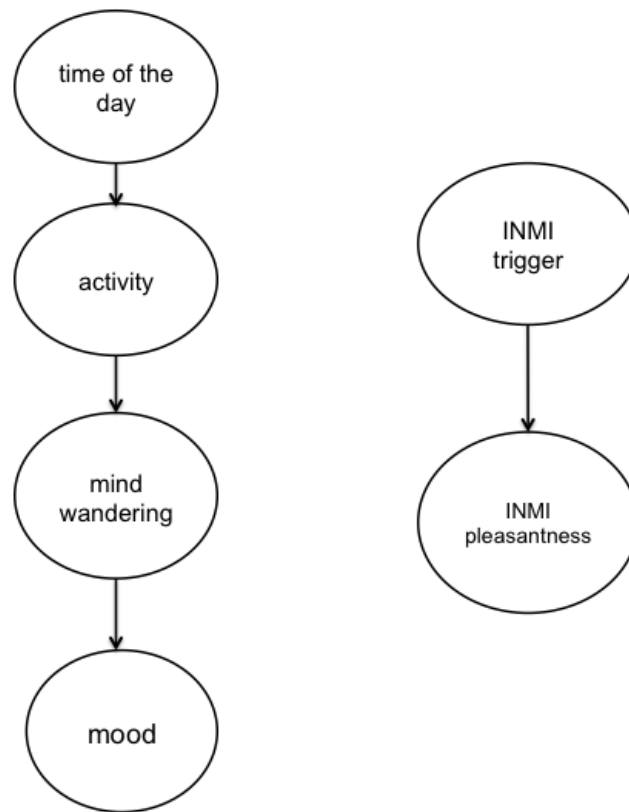 time of the
day
activity
mind
wandering
mood
INMI
trigger
INMI
pleasantness